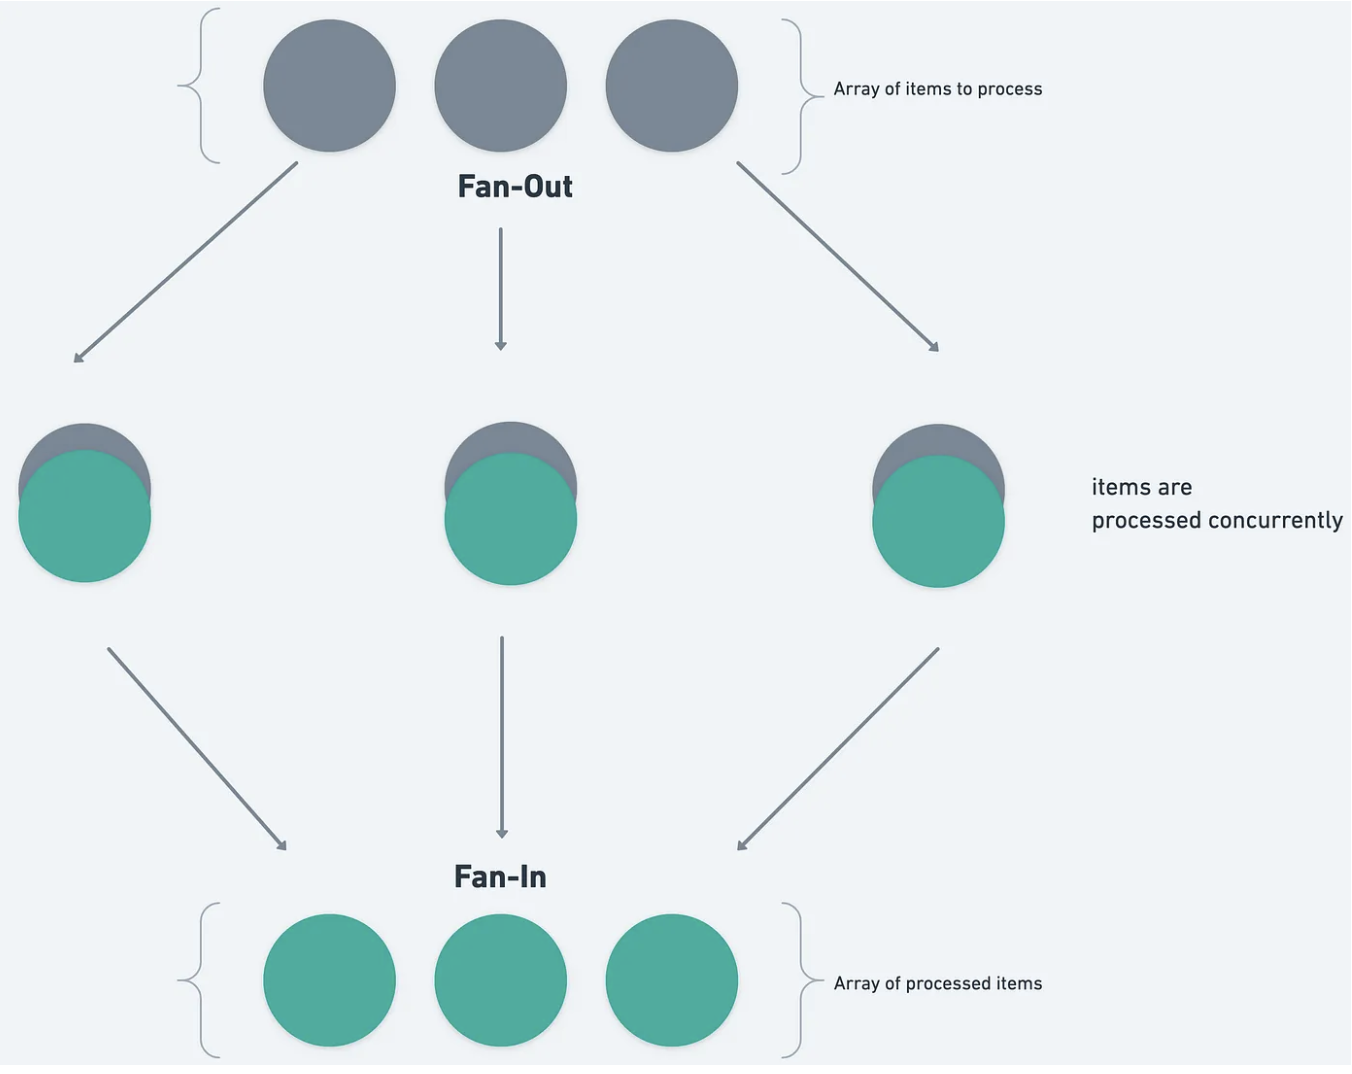 Array of items to process
Fan-Out
items are
processed concurrently
Fan-In
Array of processed items